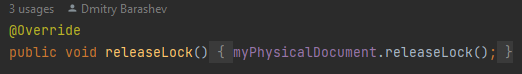 3 usages Dmitry Barashev
@Override
public void releaseLock() { myPhysicalDocument.releaseLock(); }